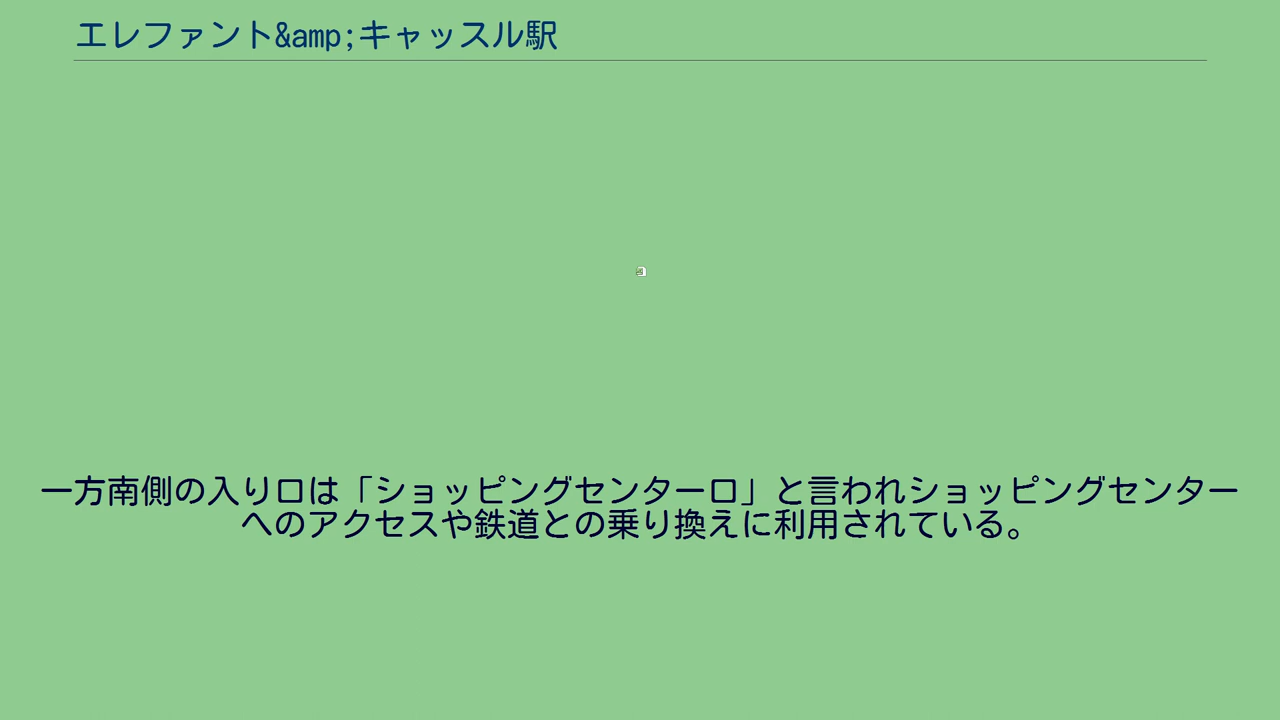 エレファント&amp;キャッスル駅
一方南側の入り口は「ショッピングセンター口」と言われショッピングセンター
へのアクセスや鉄道との乗り換えに利用されている。